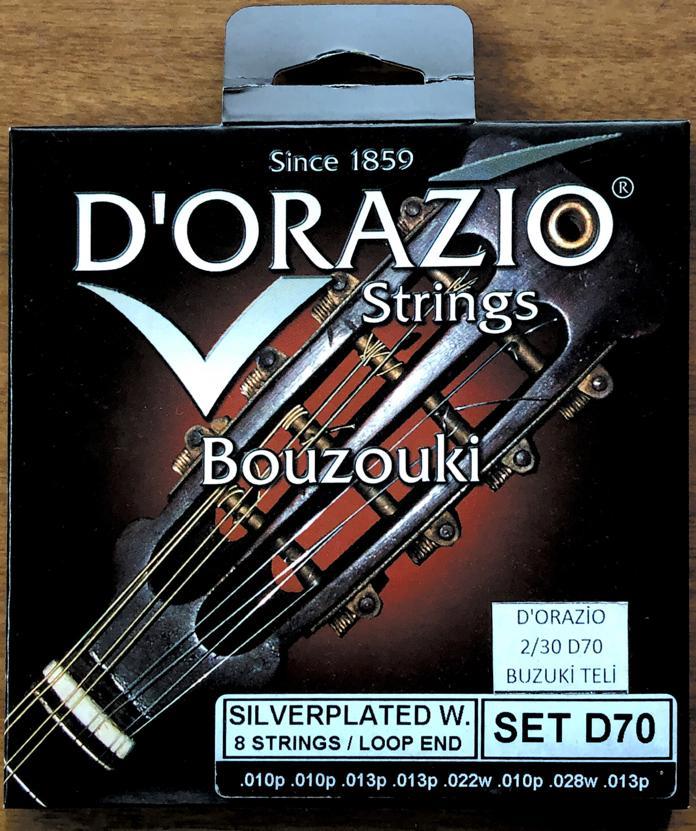 Since 1859
D'ORAZIO®
Strings
Bouzouki
D'ORAZİO
2/30 D70
BUZUKİ TELİ
SILVERPLATED W.
8 STRINGS / LOOP END
SET D70
.010p .010p .013p .013p .022w .010p .028w .013p